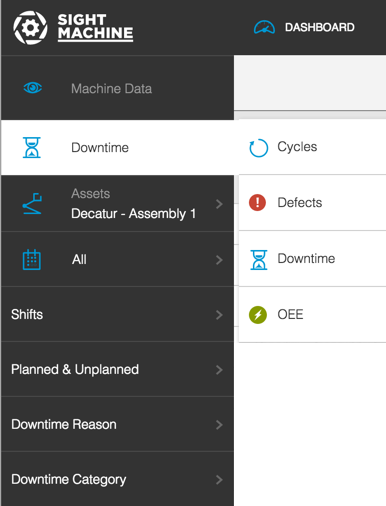 SIGHT
MACHINE
DASHBOARD
Machine Data
Downtime
Assets
Decatur - Assembly 1
All
Shifts
Planned & Unplanned
Downtime Reason
Downtime Category
Cycles
Defects
Downtime
OEE